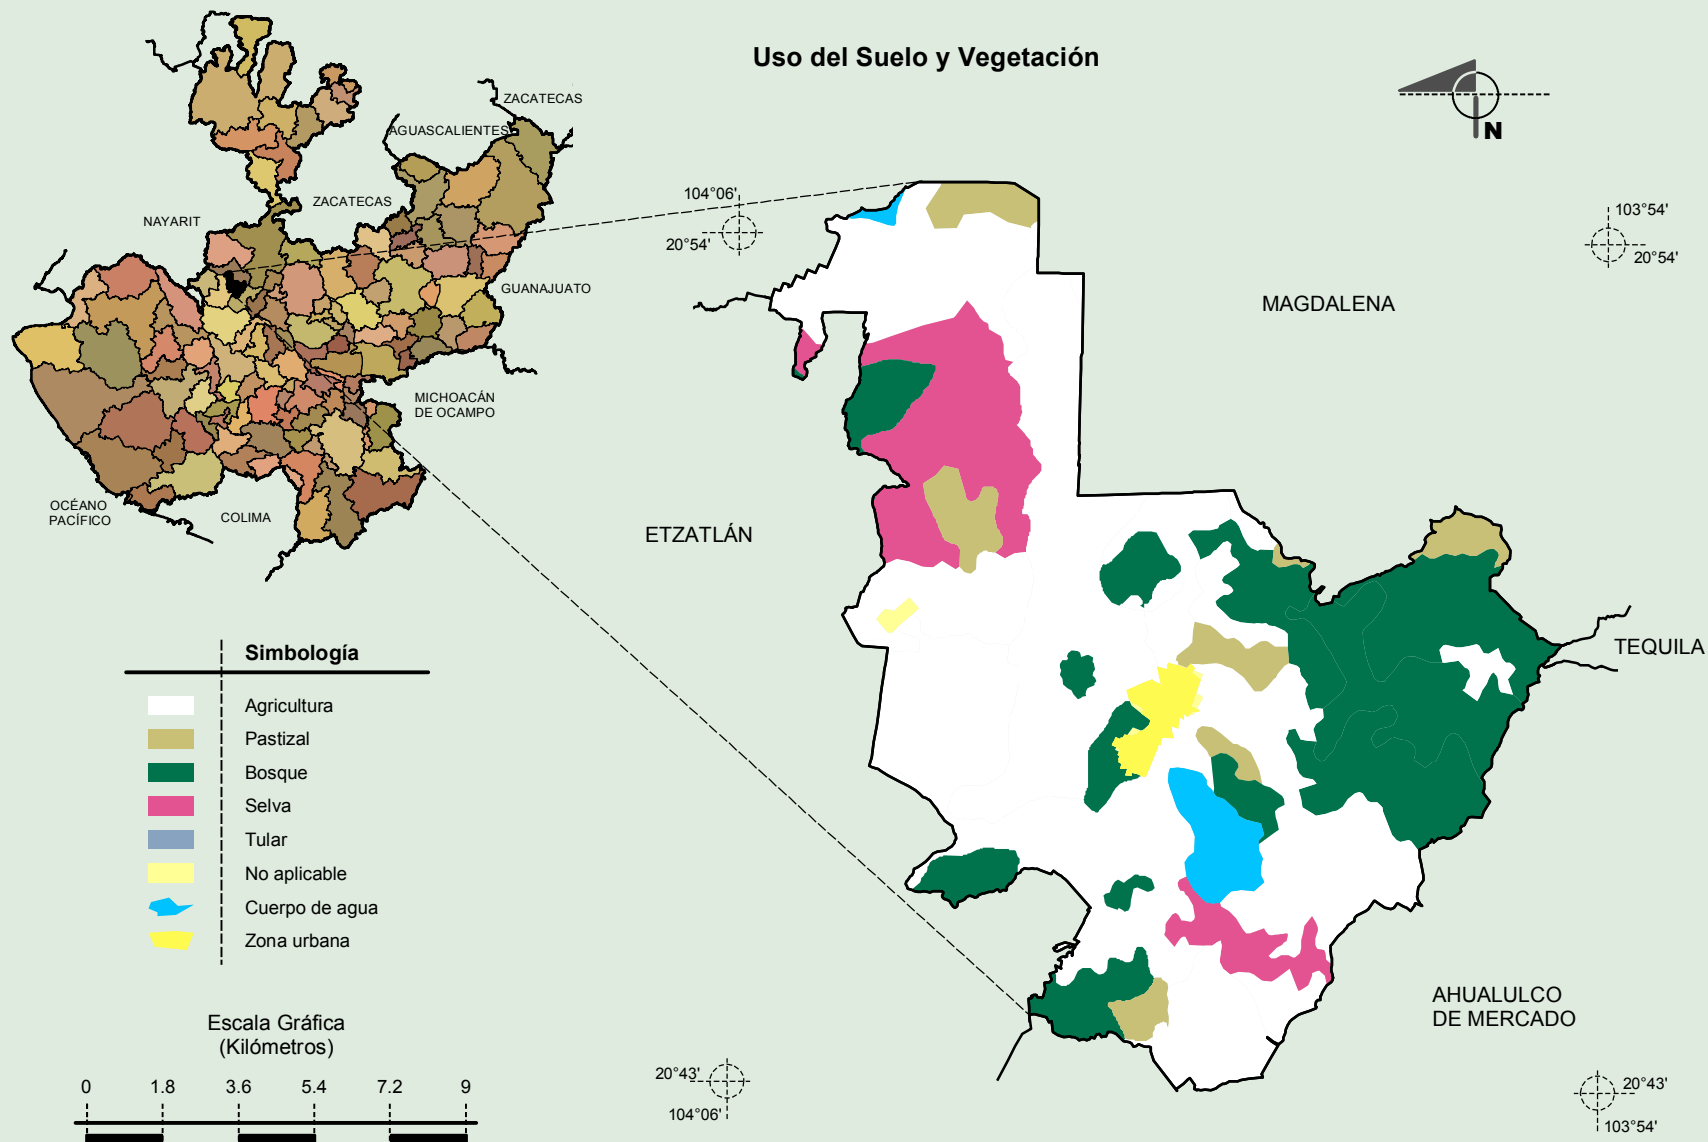 Uso del Suelo y Vegetación
N
ZACATECAS
AGUASCALIENTES
ZACATECAS
NAYARIT
GUANAJUATO
MICHOACÁN
DE OCAMPO
OCÉANO
PACÍFICO
COLIMA
104°06'
20°54'
103°54'
20°54'
MAGDALENA
ETZATLÁN
TEQUILA
AHUALULCO
DE MERCADO
20°43'
104°06'
20°43'
103°54'
Simbología
Agricultura
Pastizal
Bosque
Selva
Tular
No aplicable
Cuerpo de agua
Zona urbana
Escala Gráfica
(Kilómetros)
0 1.8 3.6 5.4 7.2 9